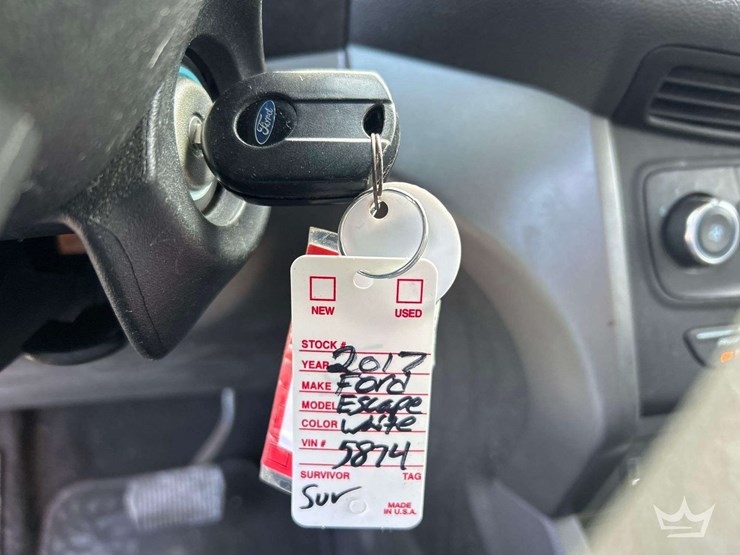 Ford
NEW USED
STOCK #
YEAR 2017
MAKE Ford
MODEL Escape
COLOR White
VIN # 5874
SURVIVOR TAG
Suv
MADE
IN U.S.A.